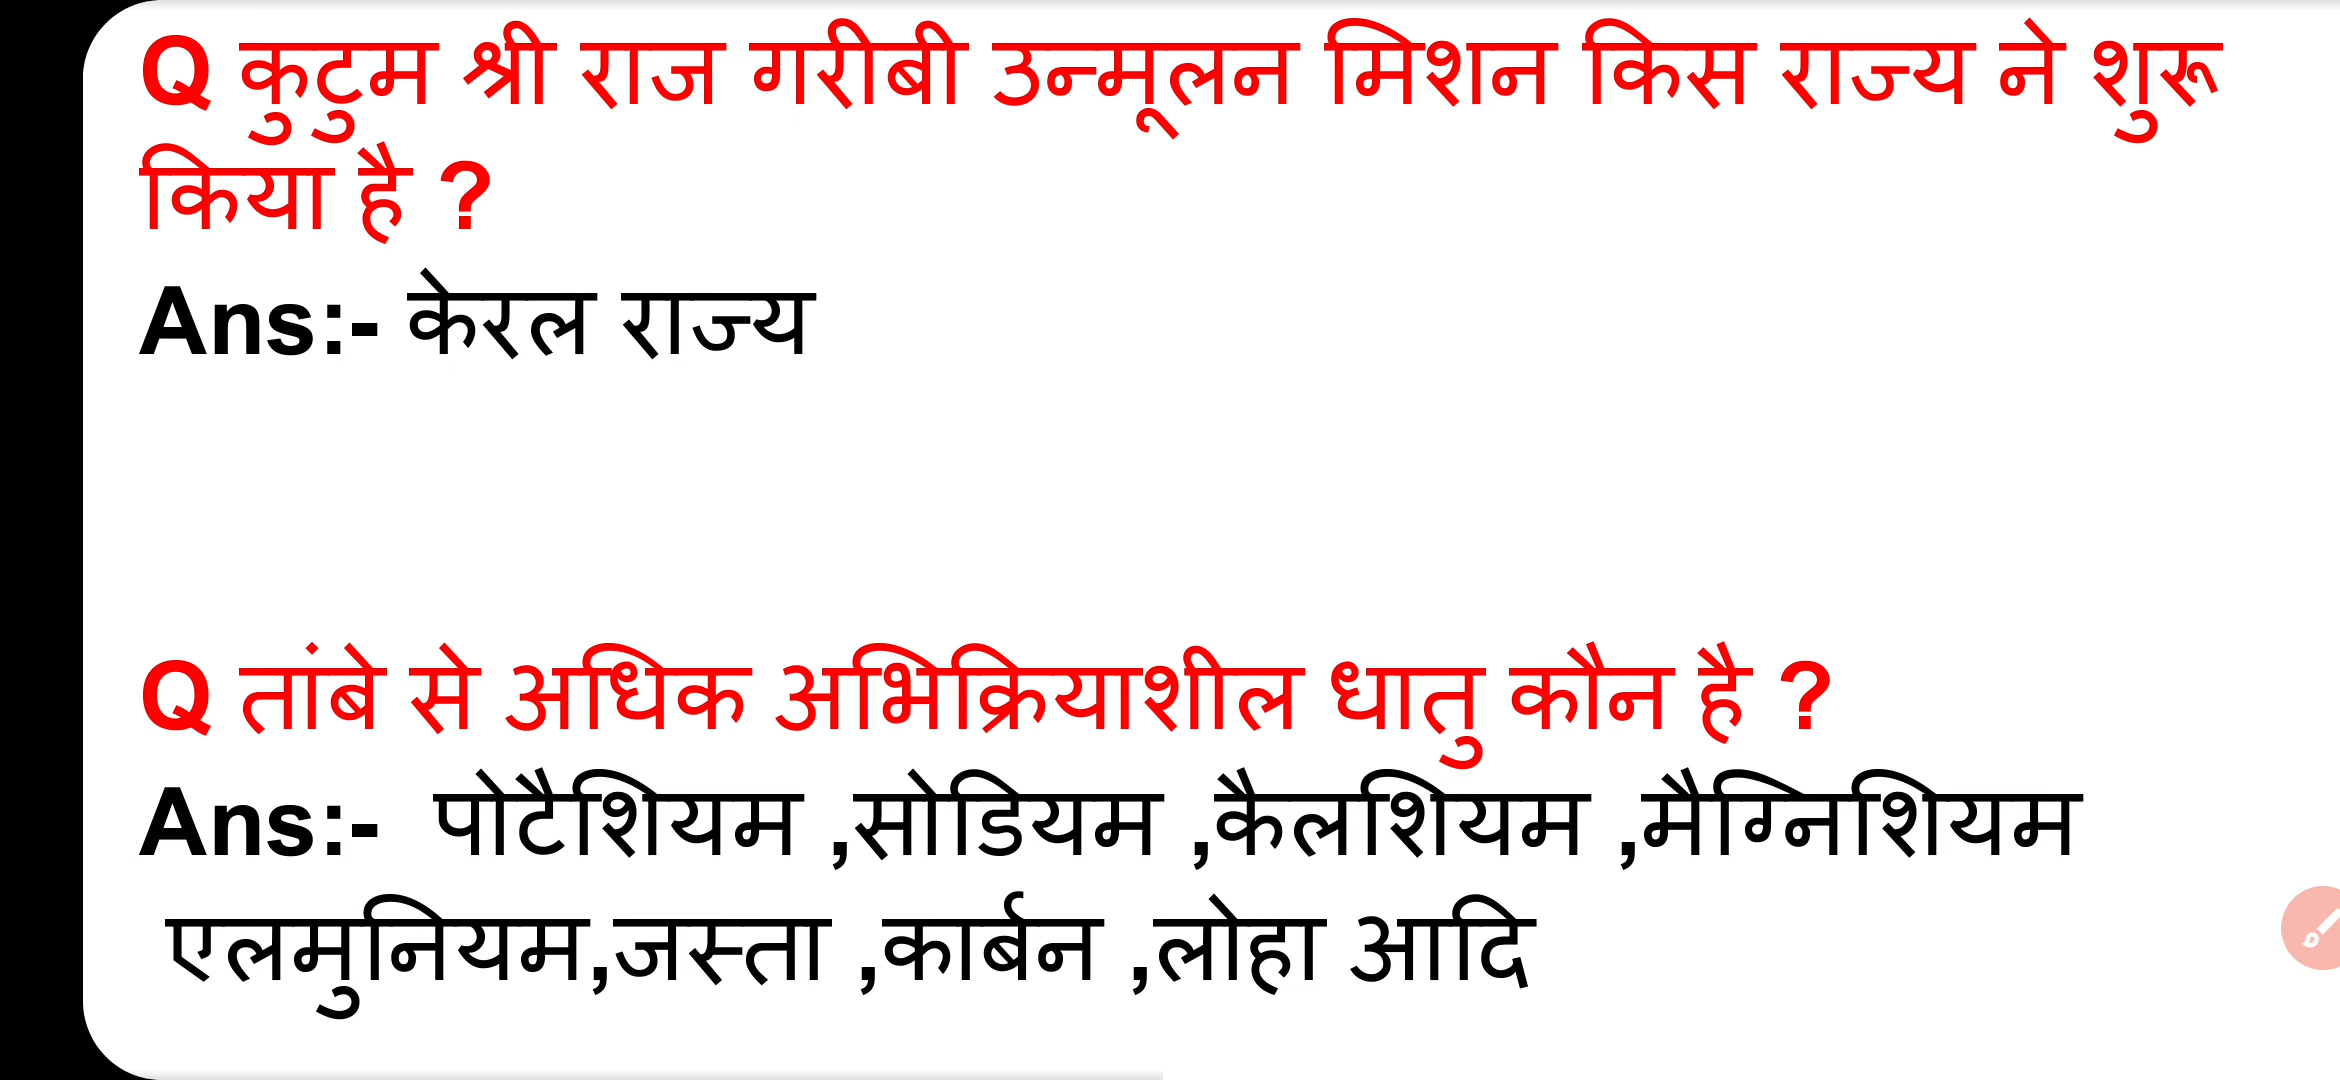 Q कुटुम श्री राज गरीबी उन्मूलन मिशन किस राज्य ने शुरू
किया है ?
Ans:- केरल राज्य
Q तांबे से अधिक अभिक्रियाशील धातु कौन है ?
Ans:- पोटैशियम ,सोडियम ,कैलशियम ,मैग्निशियम
एलमुनियम,जस्ता ,कार्बन ,लोहा आदि